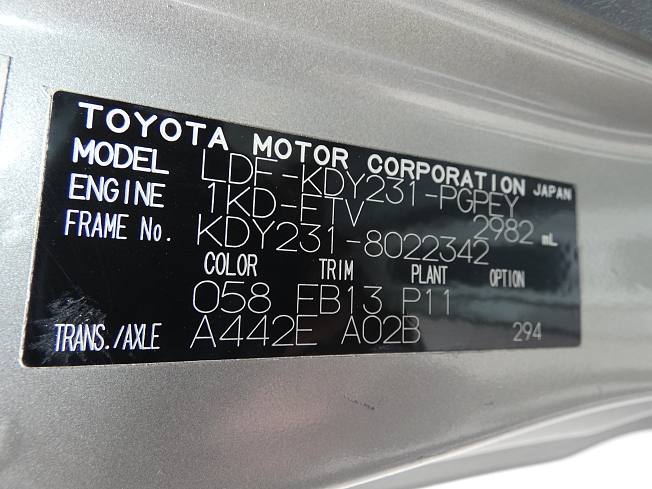 TOYOTA MOTOR CORPORATION JAPAN
MODEL LDF-KDY231-PGPEY
ENGINE 1KD-FTV 2982 mL
FRAME No. KDY231-8022342
COLOR TRIM PLANT OPTION
058 FB13 P11
TRANS./AXLE A442E A02B 294